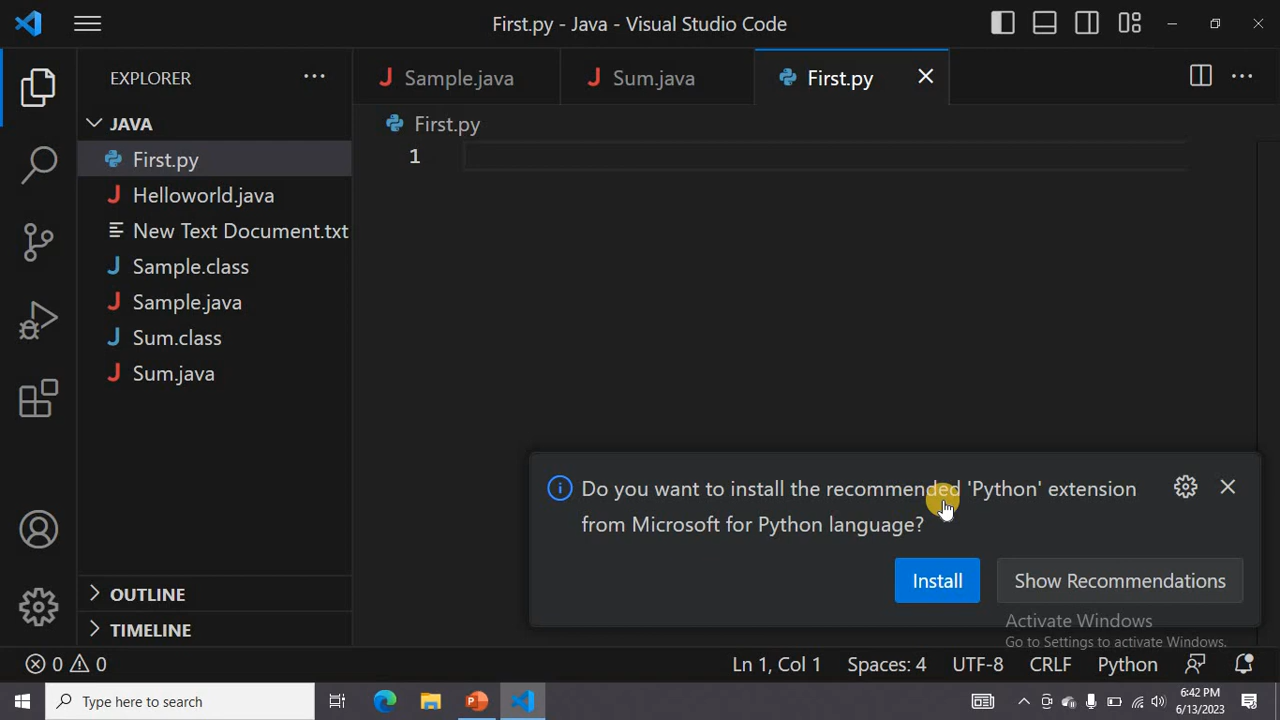 First.py - Java - Visual Studio Code
EXPLORER
Sample.java
Sum.java
First.py
JAVA
First.py
Helloworld.java
New Text Document.txt
Sample.class
Sample.java
Sum.class
Sum.java
OUTLINE
TIMELINE
First.py
1
Do you want to install the recommended 'Python' extension
from Microsoft for Python language?
Install
Show Recommendations
Activate Windows
Go to Settings to activate Windows.
0 0
Ln 1, Col 1
Spaces: 4
UTF-8
CRLF
Python
Type here to search
6:42 PM
6/13/2023